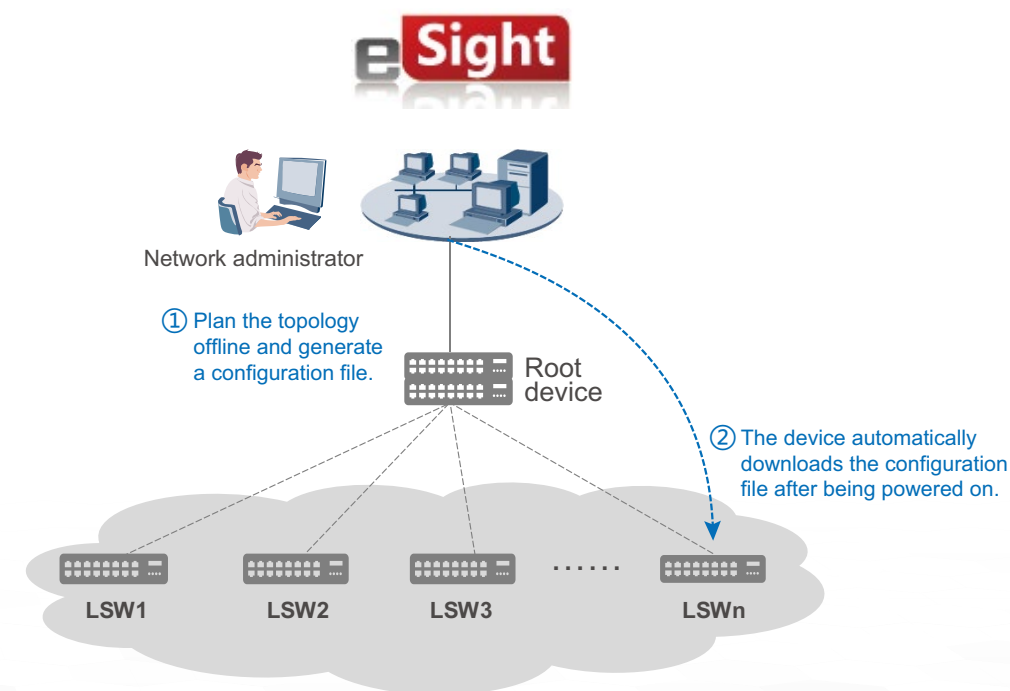 eSight
Network administrator
① Plan the topology
offline and generate
a configuration file.
Root
device
② The device automatically
downloads the configuration
file after being powered on.
LSW1
LSW2
LSW3
......
LSWn